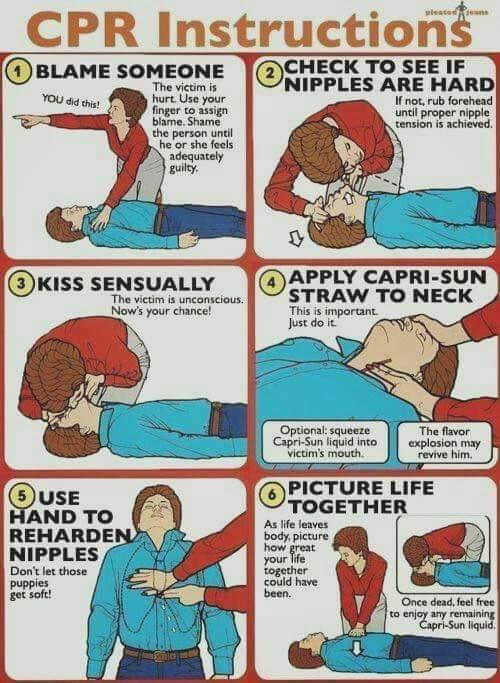 pleated jeans
CPR Instructions
1 BLAME SOMEONE
YOU did this!
The victim is
hurt. Use your
finger to assign
blame. Shame
the person until
he or she feels
adequately
guilty.
2 CHECK TO SEE IF
NIPPLES ARE HARD
If not, rub forehead
until proper nipple
tension is achieved.
3 KISS SENSUALLY
The victim is unconscious.
Now's your chance!
4 APPLY CAPRI-SUN
STRAW TO NECK
This is important.
Just do it.
Optional: squeeze
Capri-Sun liquid into
victim's mouth.
The flavor
explosion may
revive him.
5 USE
HAND TO
REHARDEN
NIPPLES
Don't let those
puppies
get soft!
6 PICTURE LIFE
TOGETHER
As life leaves
body, picture
how great
your life
together
could have
been.
Once dead, feel free
to enjoy any remaining
Capri-Sun liquid.